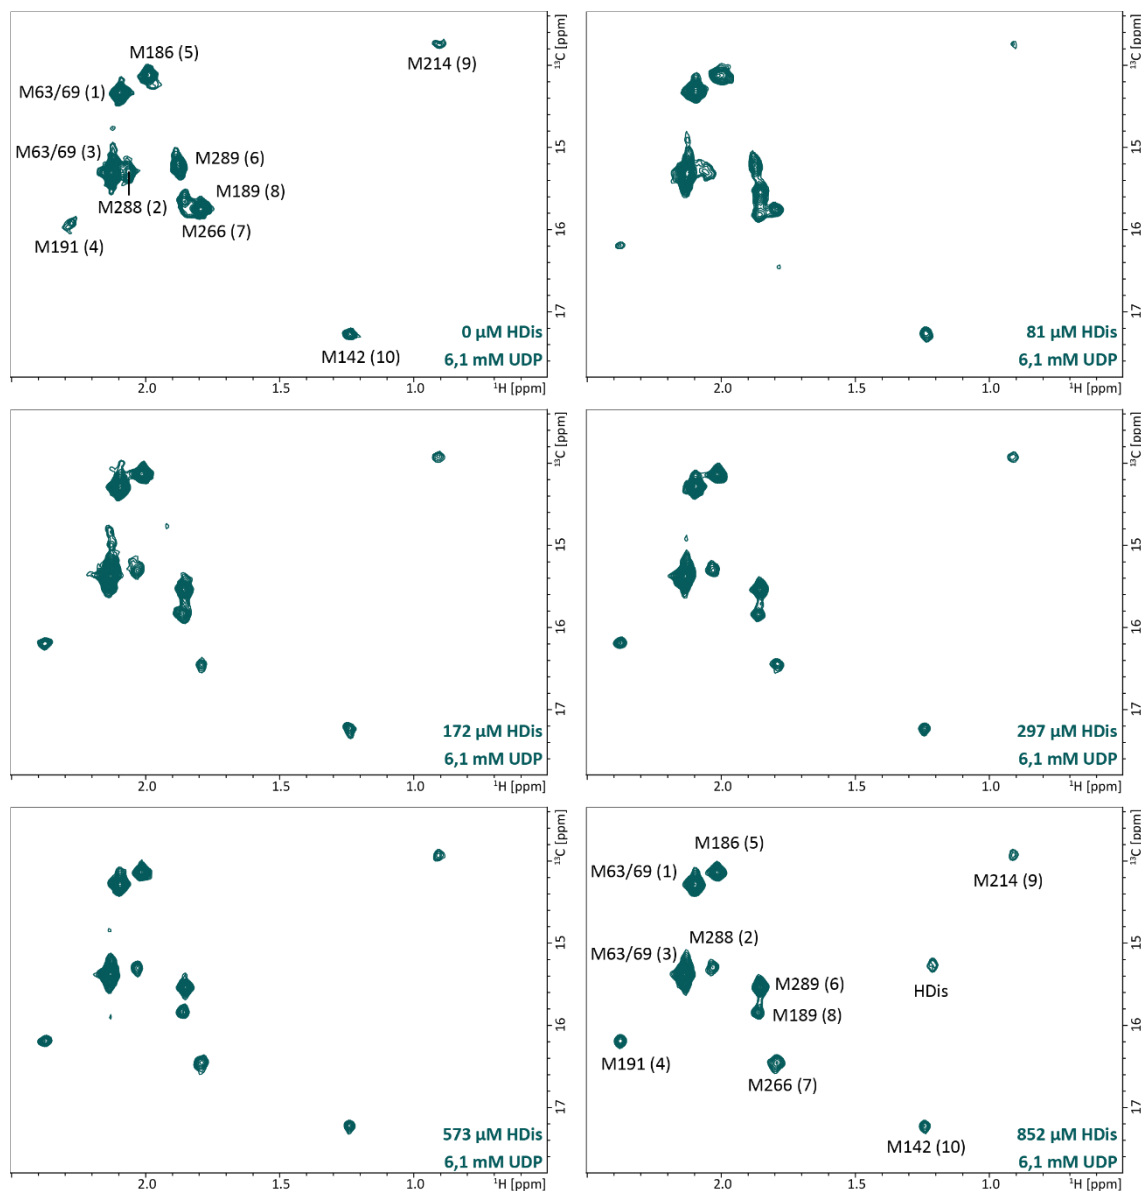 M186 (5)
M214 (9)
M63/69 (1)
M63/69 (3)
M289 (6)
M189 (8)
M288 (2)
M266 (7)
M191 (4)
M142 (10)
0 µM HDis
6,1 mM UDP
13C [ppm]
15
16
17
2.0
1.5
1.0
1H [ppm]
81 µM HDis
6,1 mM UDP
13C [ppm]
15
16
17
2.0
1.5
1.0
1H [ppm]
172 µM HDis
6,1 mM UDP
13C [ppm]
15
16
17
2.0
1.5
1.0
1H [ppm]
297 µM HDis
6,1 mM UDP
13C [ppm]
15
16
17
2.0
1.5
1.0
1H [ppm]
573 µM HDis
6,1 mM UDP
13C [ppm]
15
16
17
2.0
1.5
1.0
1H [ppm]
M186 (5)
M63/69 (1)
M214 (9)
M288 (2)
M63/69 (3)
M289 (6)
HDis
M189 (8)
M191 (4)
M266 (7)
M142 (10)
852 µM HDis
6,1 mM UDP
13C [ppm]
15
16
17
2.0
1.5
1.0
1H [ppm]